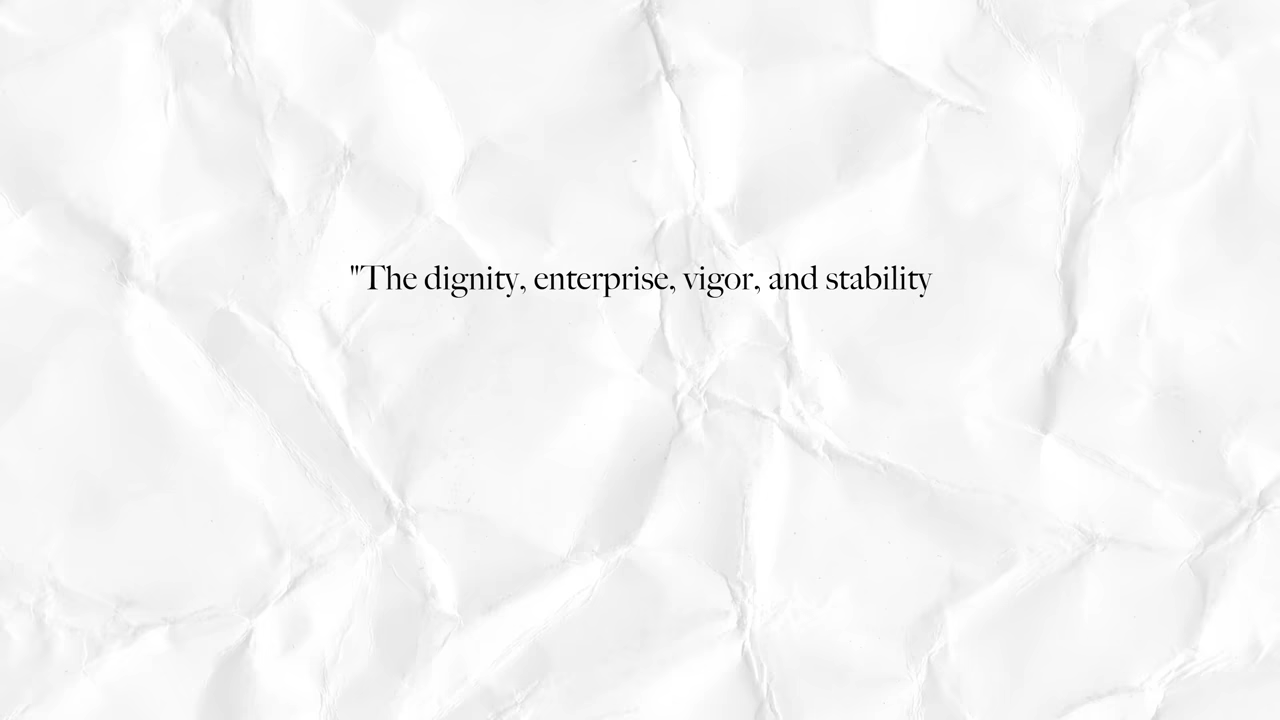 "The dignity, enterprise, vigor, and stability